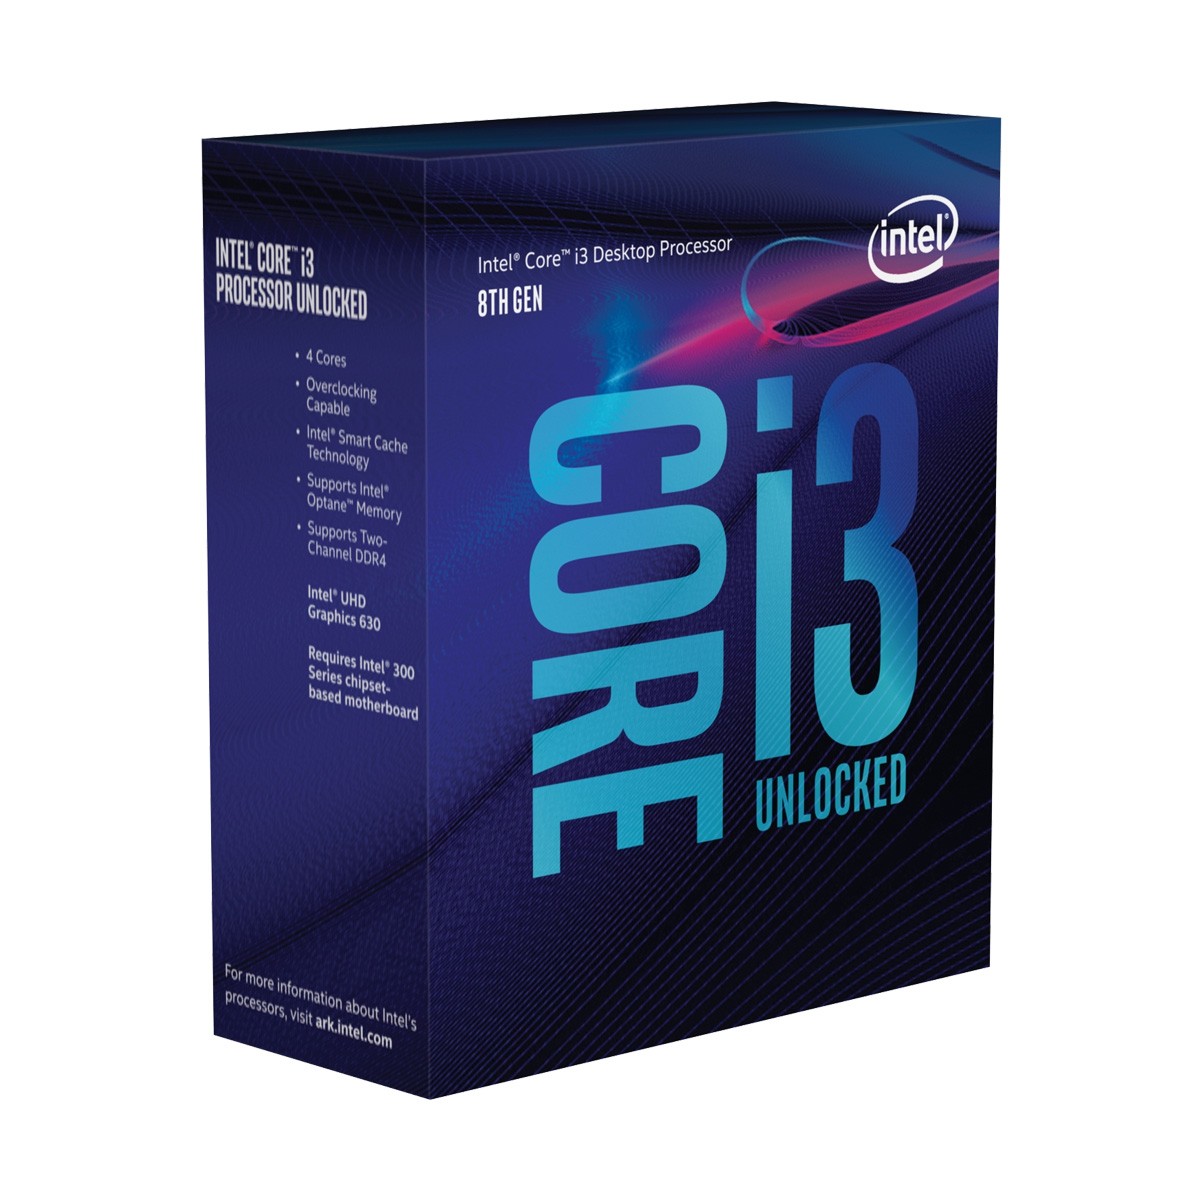 INTEL® CORE™ i3
PROCESSOR UNLOCKED
• 4 Cores
• Overclocking
Capable
• Intel® Smart Cache
Technology
• Supports Intel®
Optane™ Memory
• Supports Two-
Channel DDR4
Intel® UHD
Graphics 630
Requires Intel® 300
Series chipset-
based motherboard
For more information about Intel's
processors, visit ark.intel.com
intel
Intel® Core™ i3 Desktop Processor
8TH GEN
CORE
i3
UNLOCKED